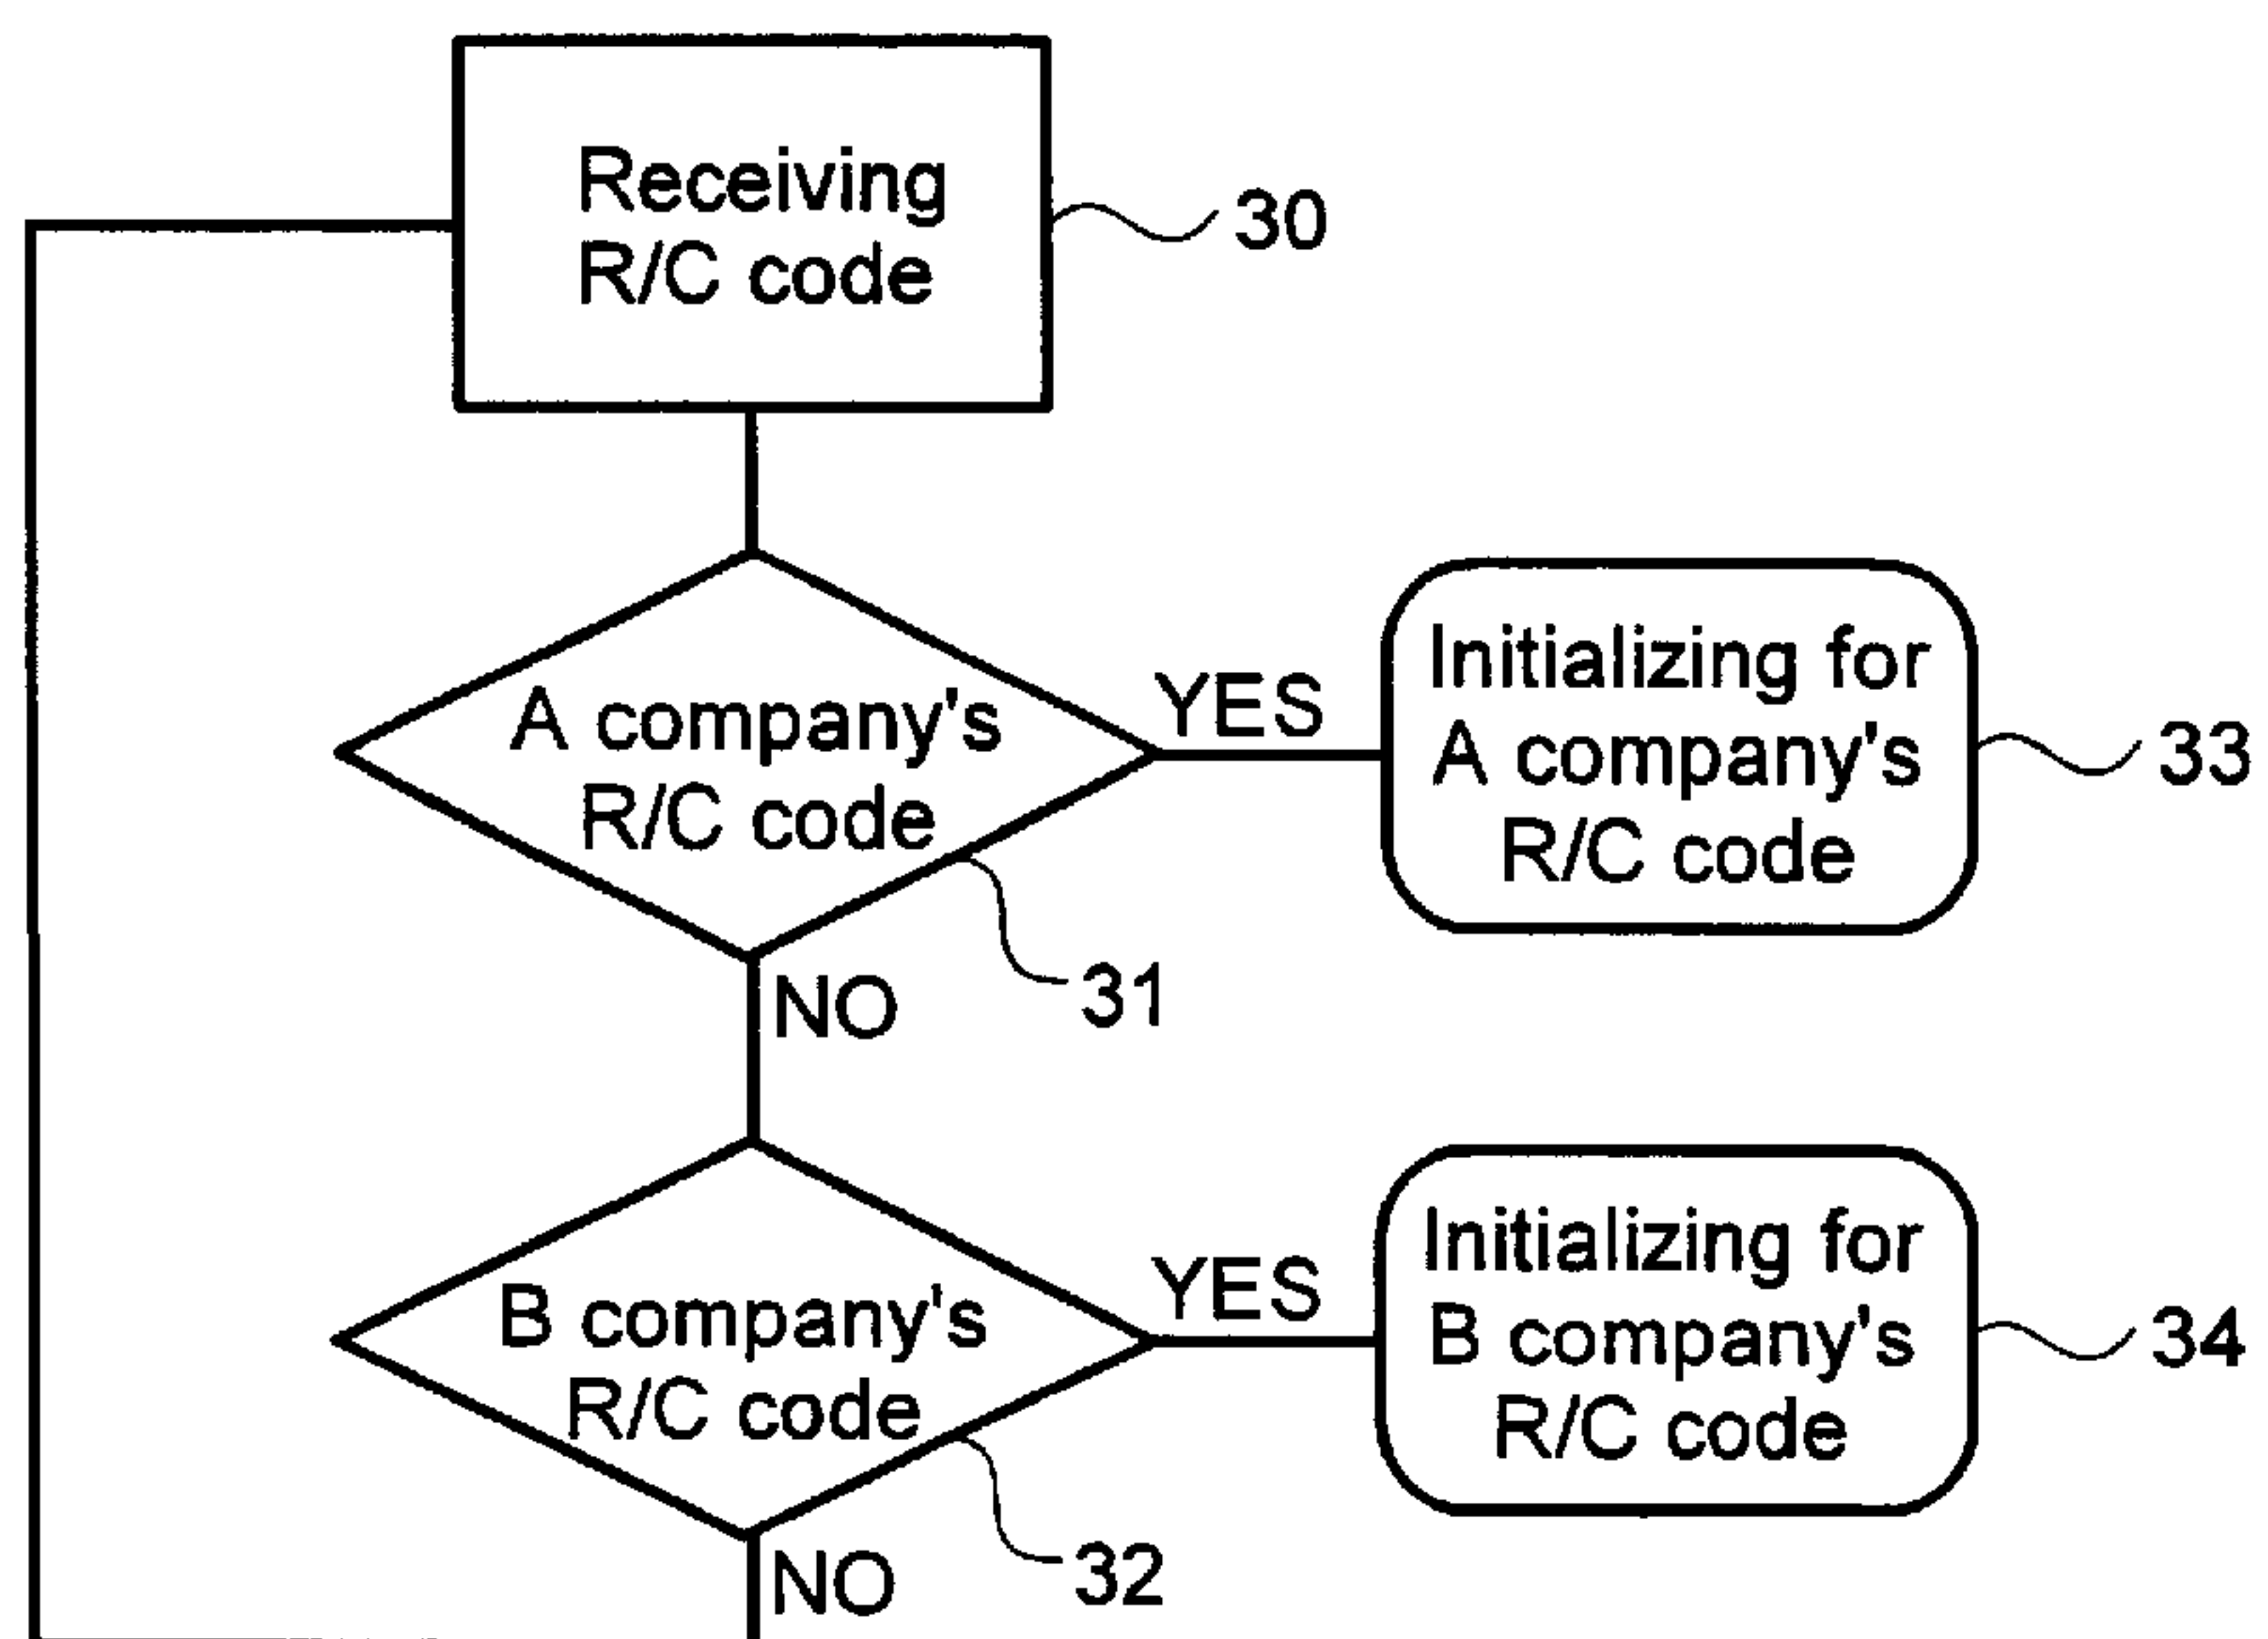 Receiving
R/C code
30
A company's
R/C code
YES
Initializing for
A company's
R/C code
33
31
NO
B company's
R/C code
YES
Initializing for
B company's
R/C code
34
32
NO